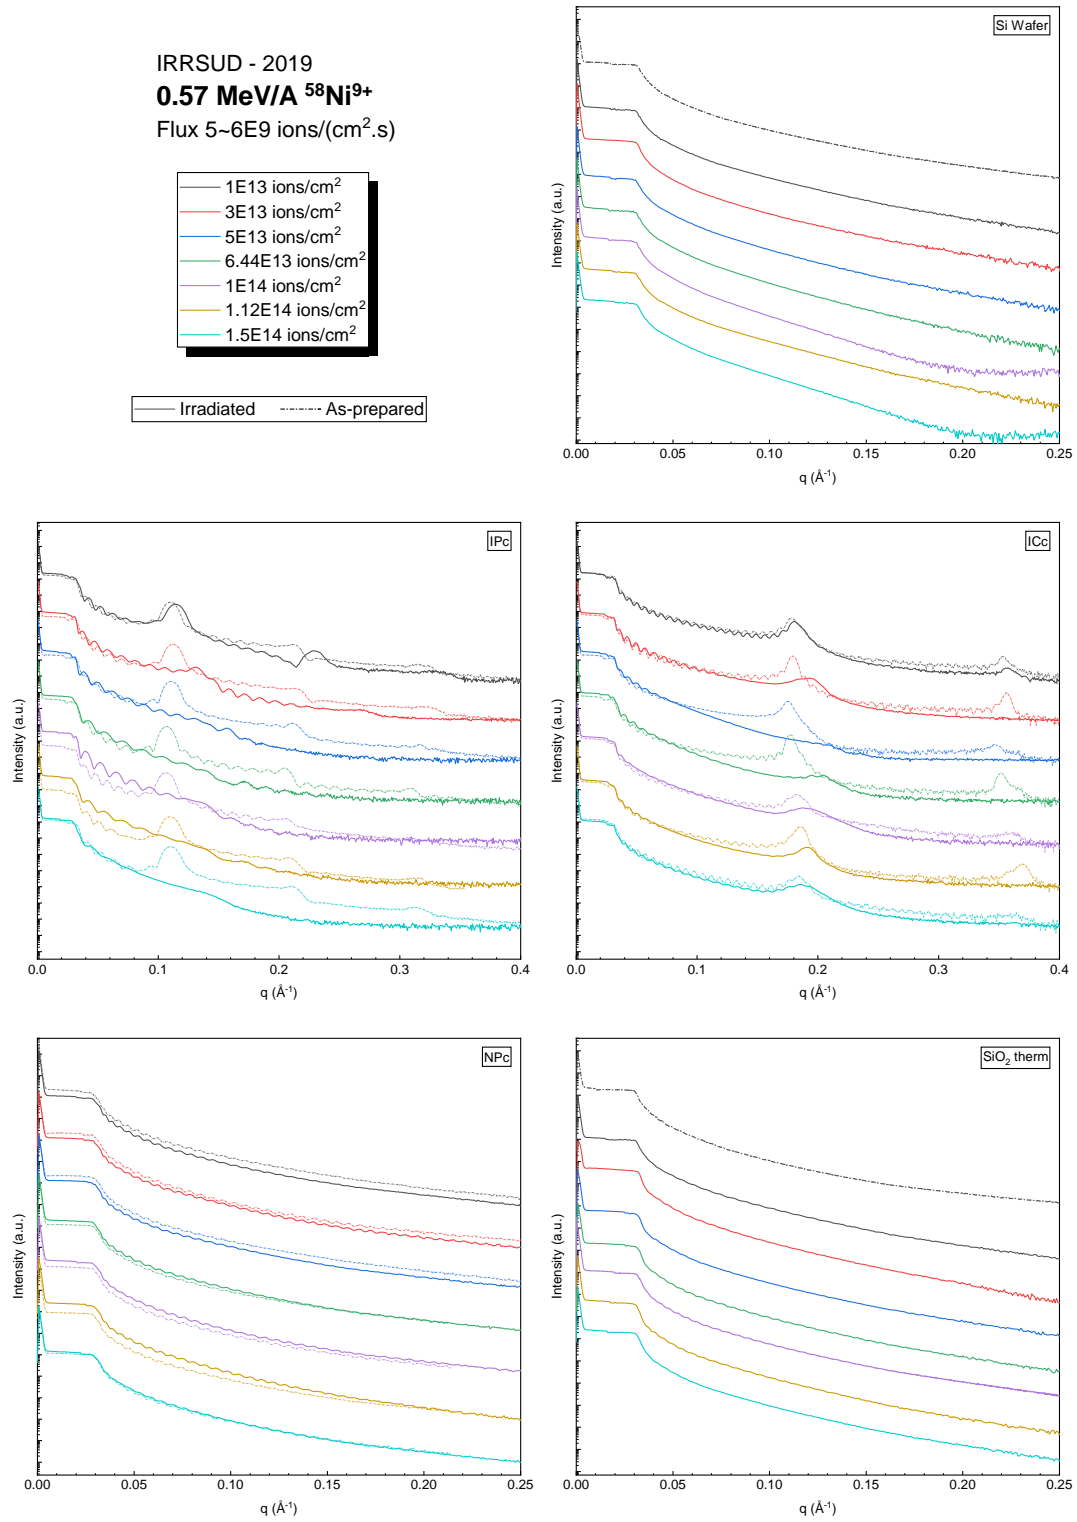 IRRSUD - 2019
0.57 MeV/A ⁵⁸Ni⁹⁺
Flux 5~6E9 ions/(cm².s)
1E13 ions/cm²
3E13 ions/cm²
5E13 ions/cm²
6.44E13 ions/cm²
1E14 ions/cm²
1.12E14 ions/cm²
1.5E14 ions/cm²
Irradiated As-prepared
Si Wafer
Intensity (a.u.)
0.00 0.05 0.10 0.15 0.20 0.25
q (Å⁻¹)
IPc
Intensity (a.u.)
0.0 0.1 0.2 0.3 0.4
q (Å⁻¹)
ICc
Intensity (a.u.)
0.0 0.1 0.2 0.3 0.4
q (Å⁻¹)
NPc
Intensity (a.u.)
0.00 0.05 0.10 0.15 0.20 0.25
q (Å⁻¹)
SiO₂ therm
Intensity (a.u.)
0.00 0.05 0.10 0.15 0.20 0.25
q (Å⁻¹)